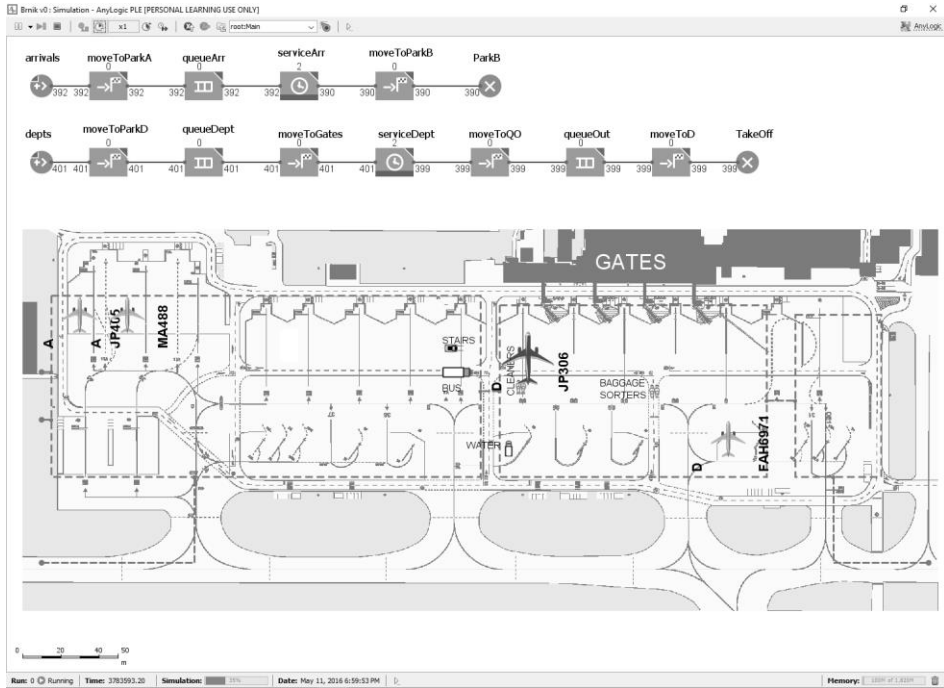 Brnik v0 : Simulation - AnyLogic PLE [PERSONAL LEARNING USE ONLY]
x1 root:Main AnyLogic
arrivals moveToParkA queueArr serviceArr moveToParkB ParkB
0 0 2 0
392 392 392 392 392 392 390 390 390 390
depts moveToParkD queueDept moveToGates serviceDept moveToQO queueOut moveToD TakeOff
0 0 0 2 0 0 0
401 401 401 401 401 401 401 401 399 399 399 399 399 399 399 399
GATES
A
A
JP405
MA488
STAIRS
BUS
D
CLEANERS
JP306
BAGGAGE
SORTERS
WATER
D
FAH6971
0 20 40 50
m
Run: 0 Running Time: 3783593.20 Simulation: 35% Date: May 11, 2016 6:59:53 PM Memory: